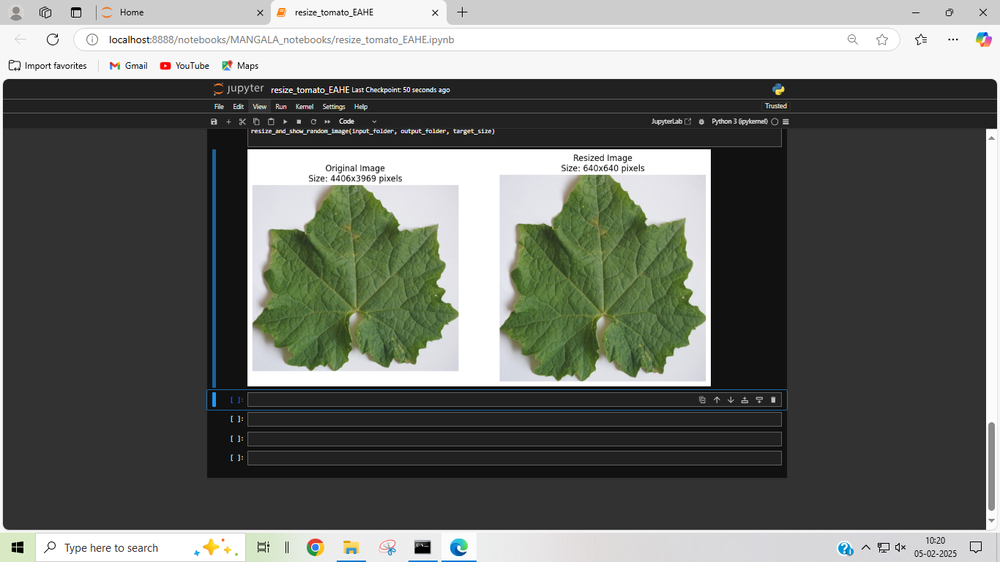 Home
resize_tomato_EAHE
localhost:8888/notebooks/MANGALA_notebooks/resize_tomato_EAHE.ipynb
Import favorites
Gmail
YouTube
Maps
jupyter
resize_tomato_EAHE Last Checkpoint: 50 seconds ago
File Edit View Run Kernel Settings Help
Trusted
Code
JupyterLab
Python 3 (ipykernel)
resize_and_show_random_image(input_folder, output_folder, target_size)
Original Image
Size: 4406x3969 pixels
Resized Image
Size: 640x640 pixels
[ ]:
[ ]:
[ ]:
[ ]:
Type here to search
10:20
05-02-2025